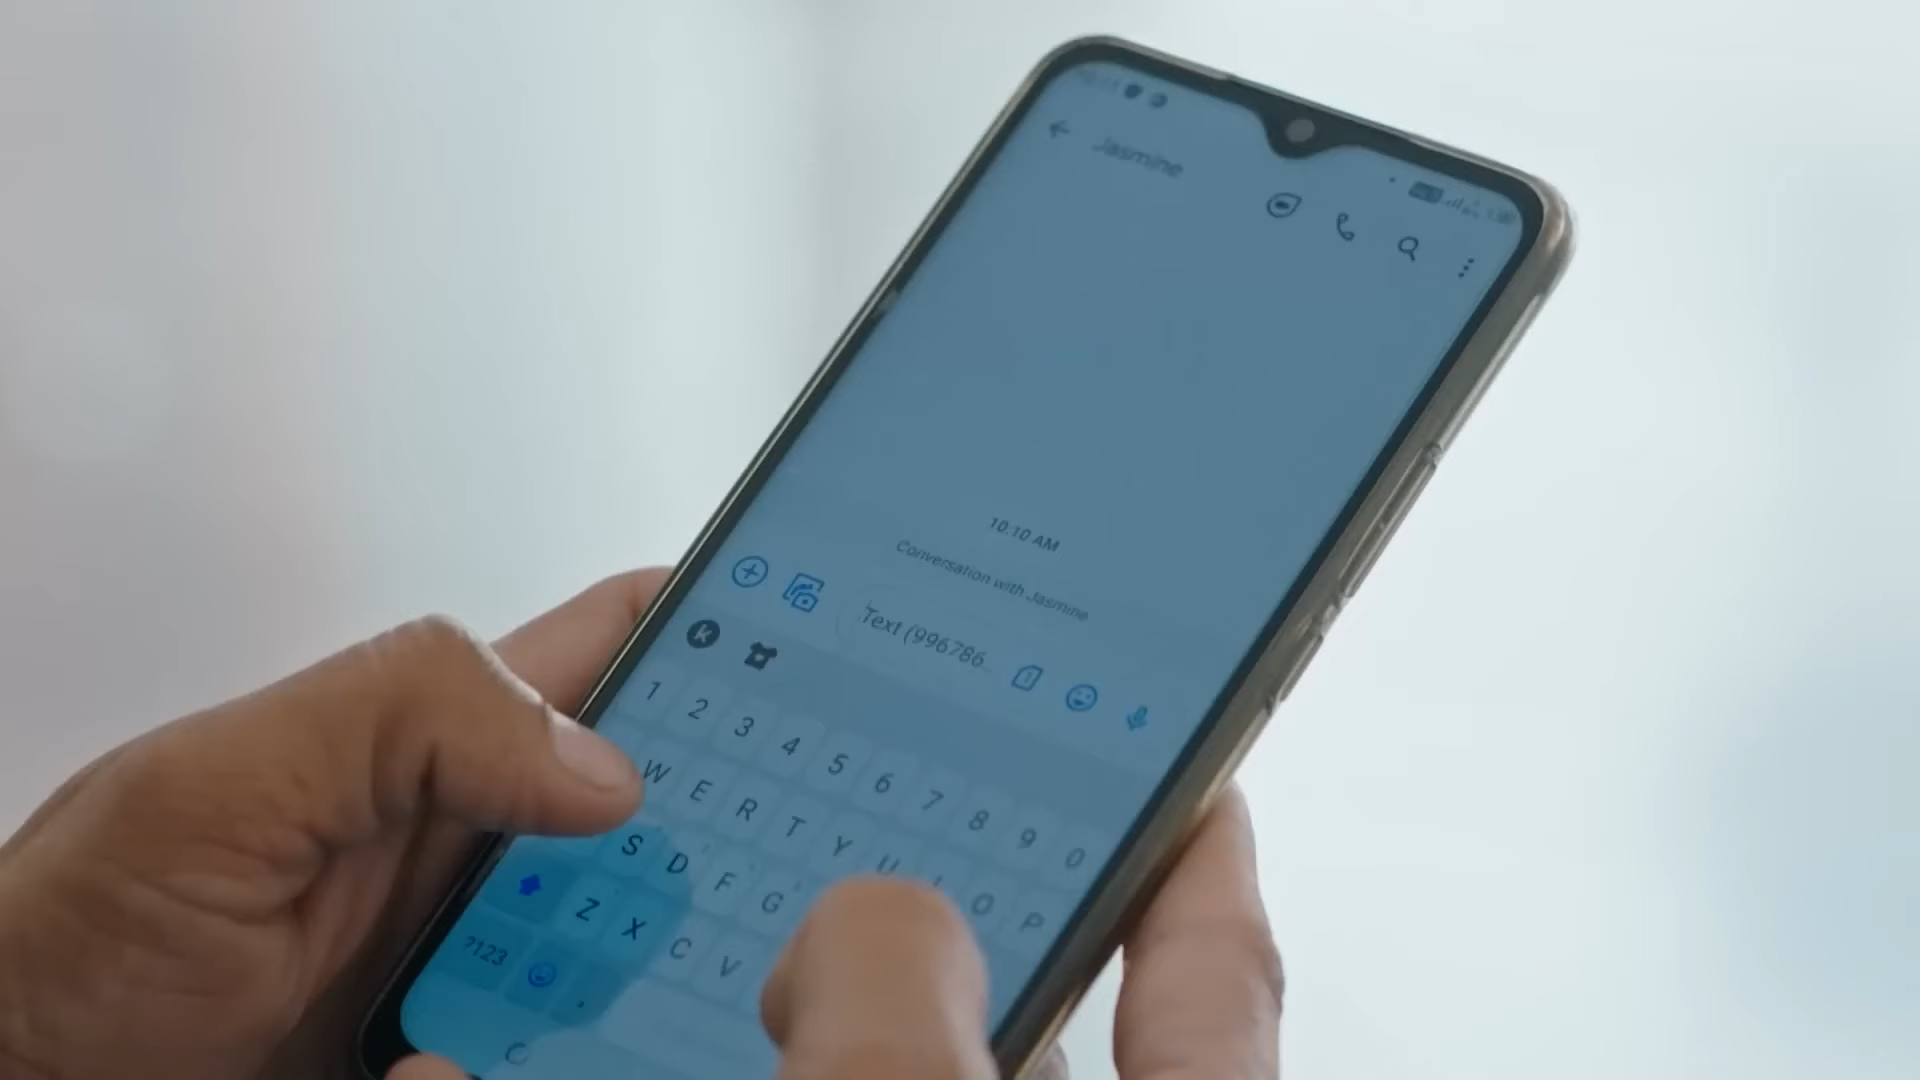 Jasmine
10:10 AM
Conversation with Jasmine
Text (996786...
k
1 2 3 4 5 6 7 8 9 0
W E R T Y U I O P
S D F G
Z X C V
?123 ,